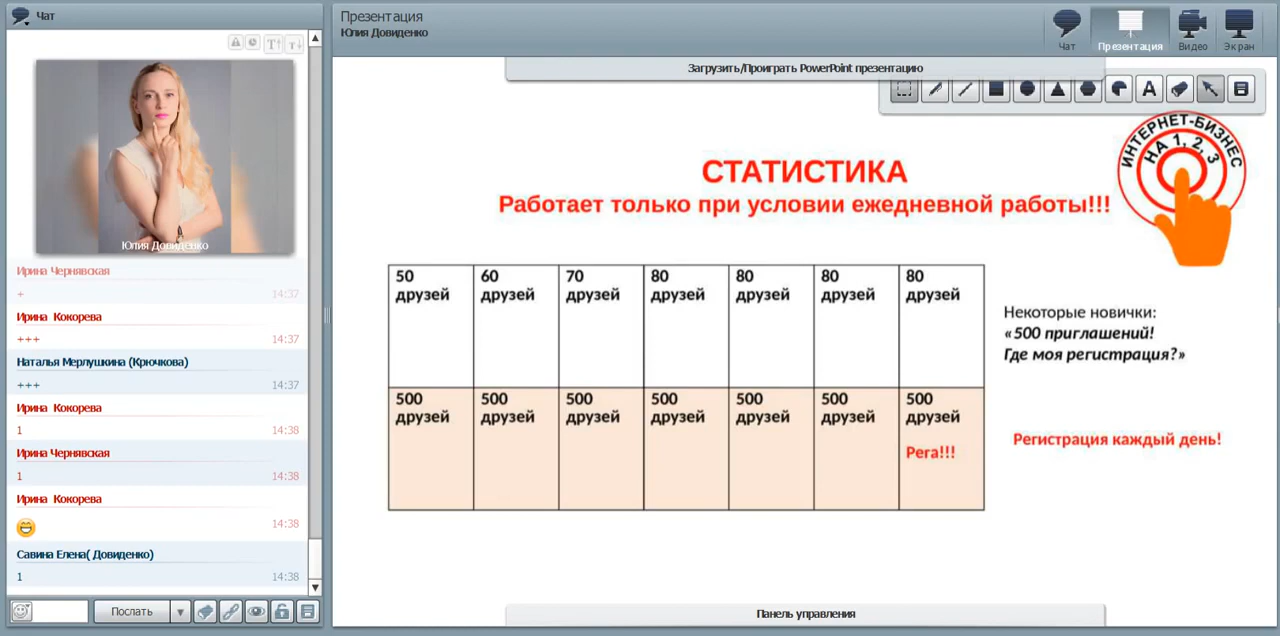 Чат
Юлия Довиденко
Ирина Чернявская
+
14:37
Ирина Кокорева
+++
14:37
Наталья Мерлушкина (Крючкова)
+++
14:37
Ирина Кокорева
1
14:38
Ирина Чернявская
1
14:38
Ирина Кокорева
14:38
Савина Елена( Довиденко)
1
14:38
Послать
Презентация
Юлия Довиденко
Чат
Презентация
Видео
Экран
Загрузить/Проиграть PowerPoint презентацию
ИНТЕРНЕТ-БИЗНЕС
НА 1, 2, 3
СТАТИСТИКА
Работает только при условии ежедневной работы!!!
50 друзей
60 друзей
70 друзей
80 друзей
80 друзей
80 друзей
80 друзей
500 друзей
500 друзей
500 друзей
500 друзей
500 друзей
500 друзей
500 друзей
Рега!!!
Некоторые новички:
«500 приглашений!
Где моя регистрация?»
Регистрация каждый день!
Панель управления